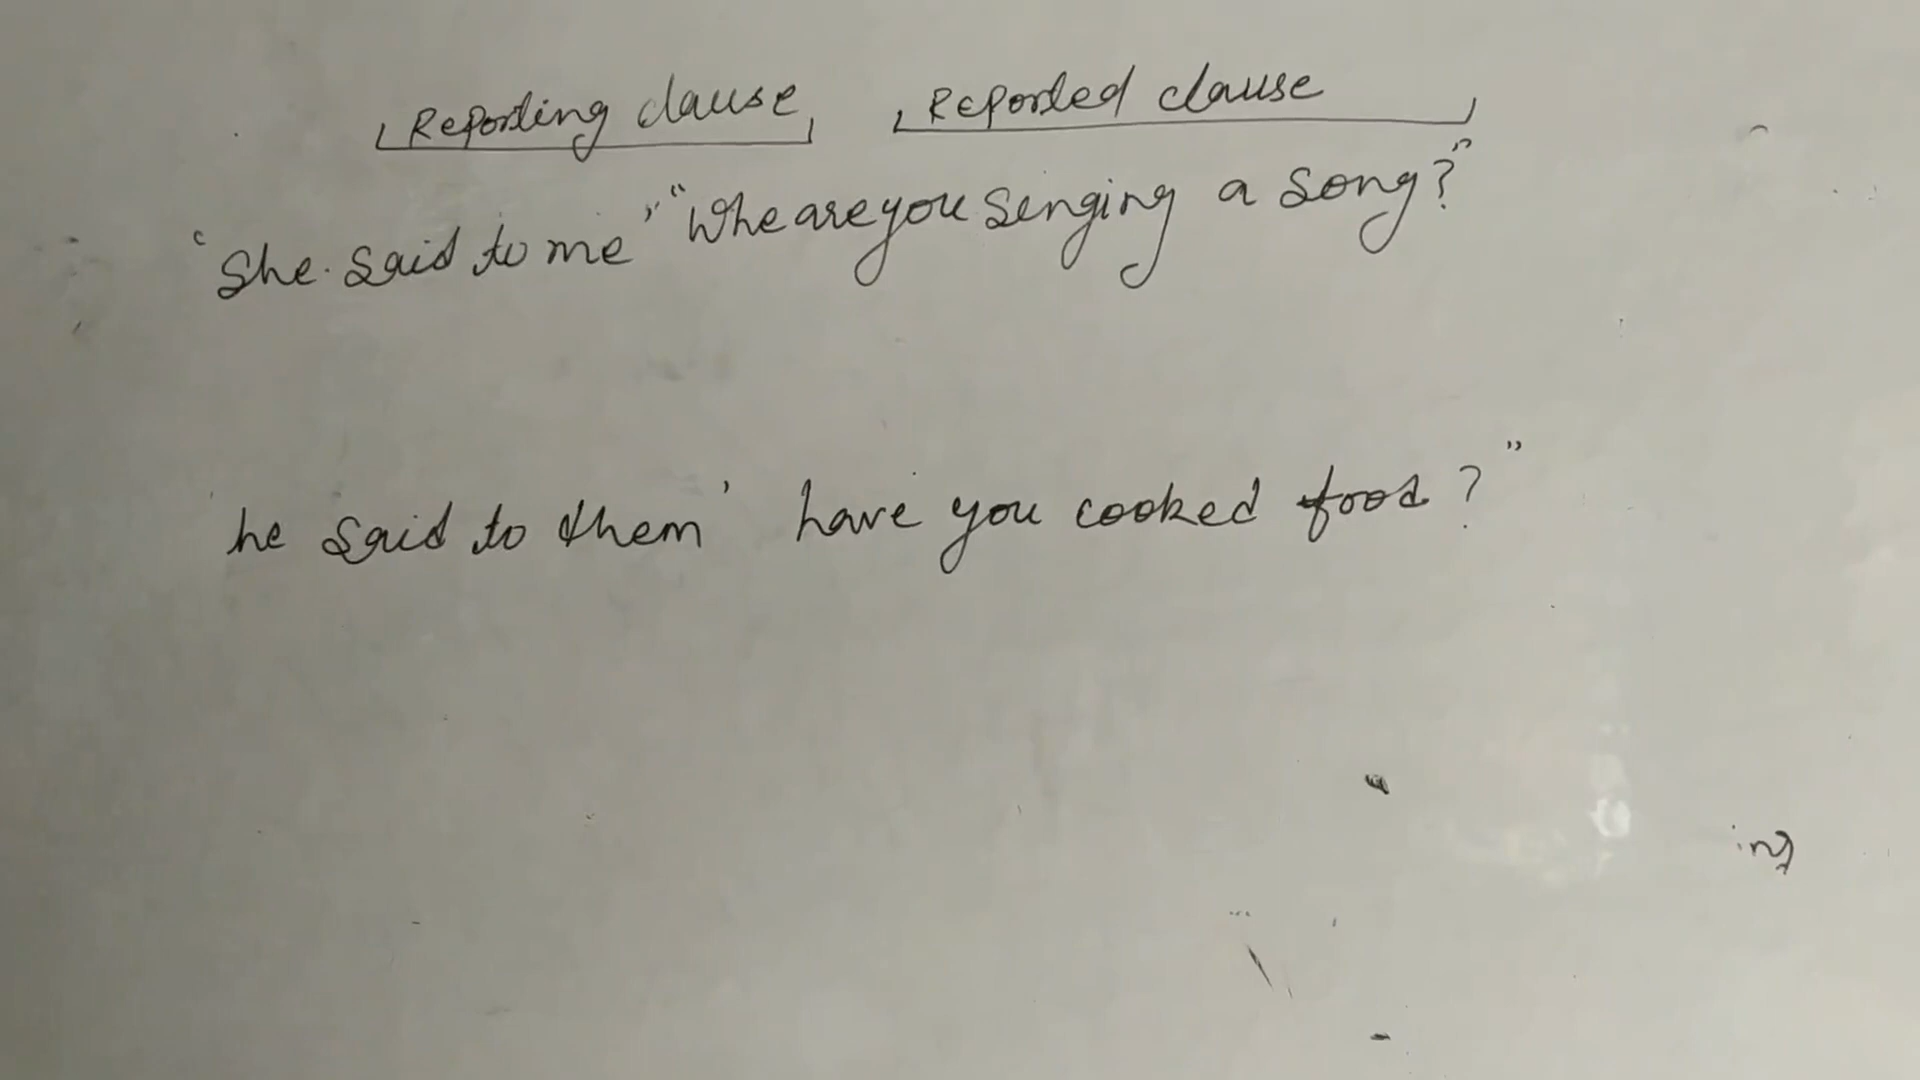 Reporting clause Reported clause
'She said to me' "Whe are you senging a song?"
he said to them' have you cooked food?"
ing